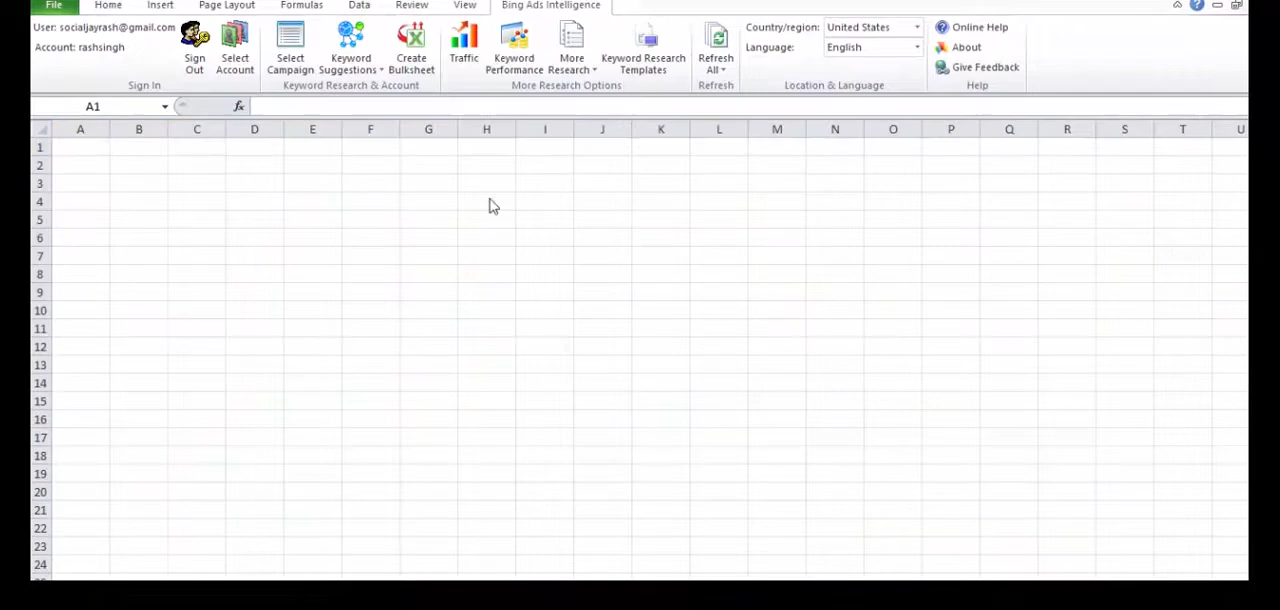 File Home Insert Page Layout Formulas Data Review View Bing Ads Intelligence
User: socialjayrash@gmail.com
Account: rashsingh
Sign Out
Select Account
Sign In
Select Campaign
Keyword Suggestions
Create Bulksheet
Keyword Research & Account
Traffic
Keyword Performance
More Research
Keyword Research Templates
More Research Options
Refresh All
Refresh
Country/region: United States
Language: English
Location & Language
Online Help
About
Give Feedback
Help
A1 fx
A B C D E F G H I J K L M N O P Q R S T U
1
2
3
4
5
6
7
8
9
10
11
12
13
14
15
16
17
18
19
20
21
22
23
24